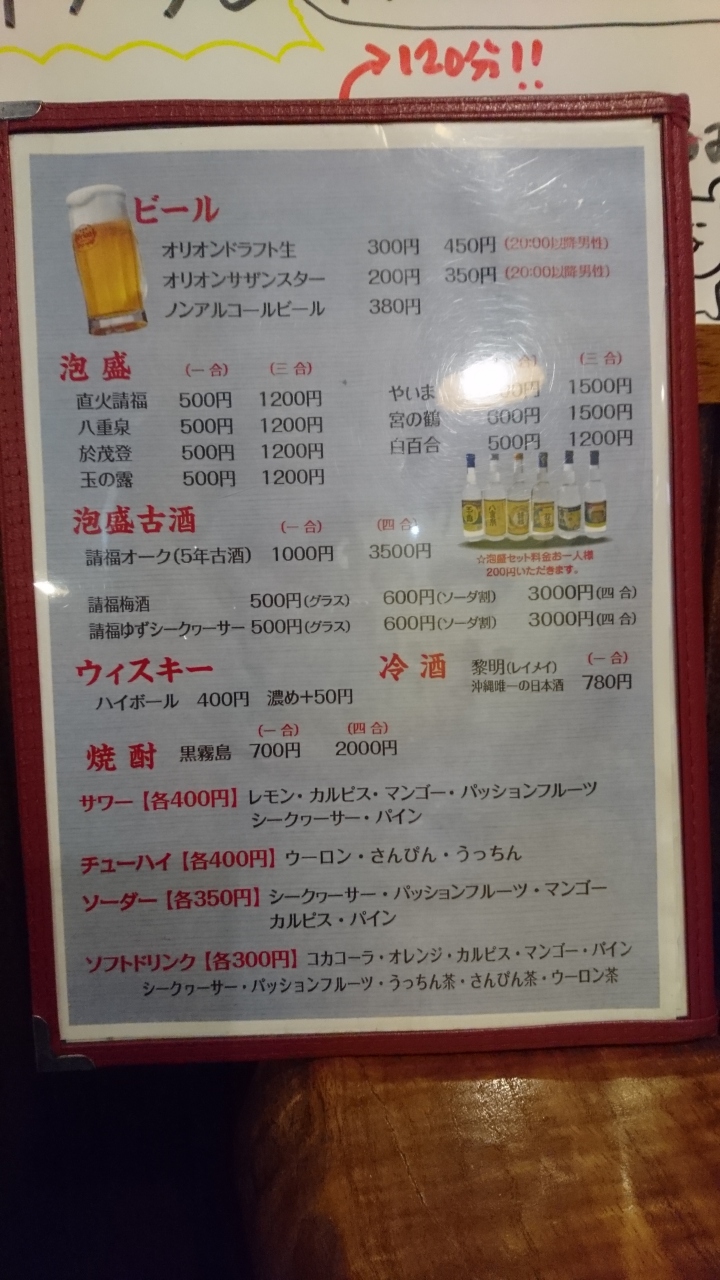 120分!!
ビール
オリオンドラフト生 300円 450円 (20:00以降男性)
オリオンサザンスター 200円 350円 (20:00以降男性)
ノンアルコールビール 380円
泡盛 (一合) (三合)
直火請福 500円 1200円
八重泉 500円 1200円
於茂登 500円 1200円
玉の露 500円 1200円
合) (三合)
やいま 1500円
宮の鶴 600円 1500円
白百合 500円 1200円
泡盛古酒 (一合) (四合)
請福オーク(5年古酒) 1000円 3500円
☆泡盛セット料金お一人様
200円いただきます。
請福梅酒 500円(グラス) 600円(ソーダ割) 3000円(四合)
請福ゆずシークヮーサー 500円(グラス) 600円(ソーダ割) 3000円(四合)
ウィスキー
ハイボール 400円 濃め+50円
冷酒 黎明(レイメイ) (一合)
沖縄唯一の日本酒 780円
(一合) (四合)
焼酎 黒霧島 700円 2000円
サワー【各400円】レモン・カルピス・マンゴー・パッションフルーツ
シークヮーサー・パイン
チューハイ【各400円】ウーロン・さんぴん・うっちん
ソーダー【各350円】シークヮーサー・パッションフルーツ・マンゴー
カルピス・パイン
ソフトドリンク【各300円】コカコーラ・オレンジ・カルピス・マンゴー・パイン
シークヮーサー・パッションフルーツ・うっちん茶・さんぴん茶・ウーロン茶